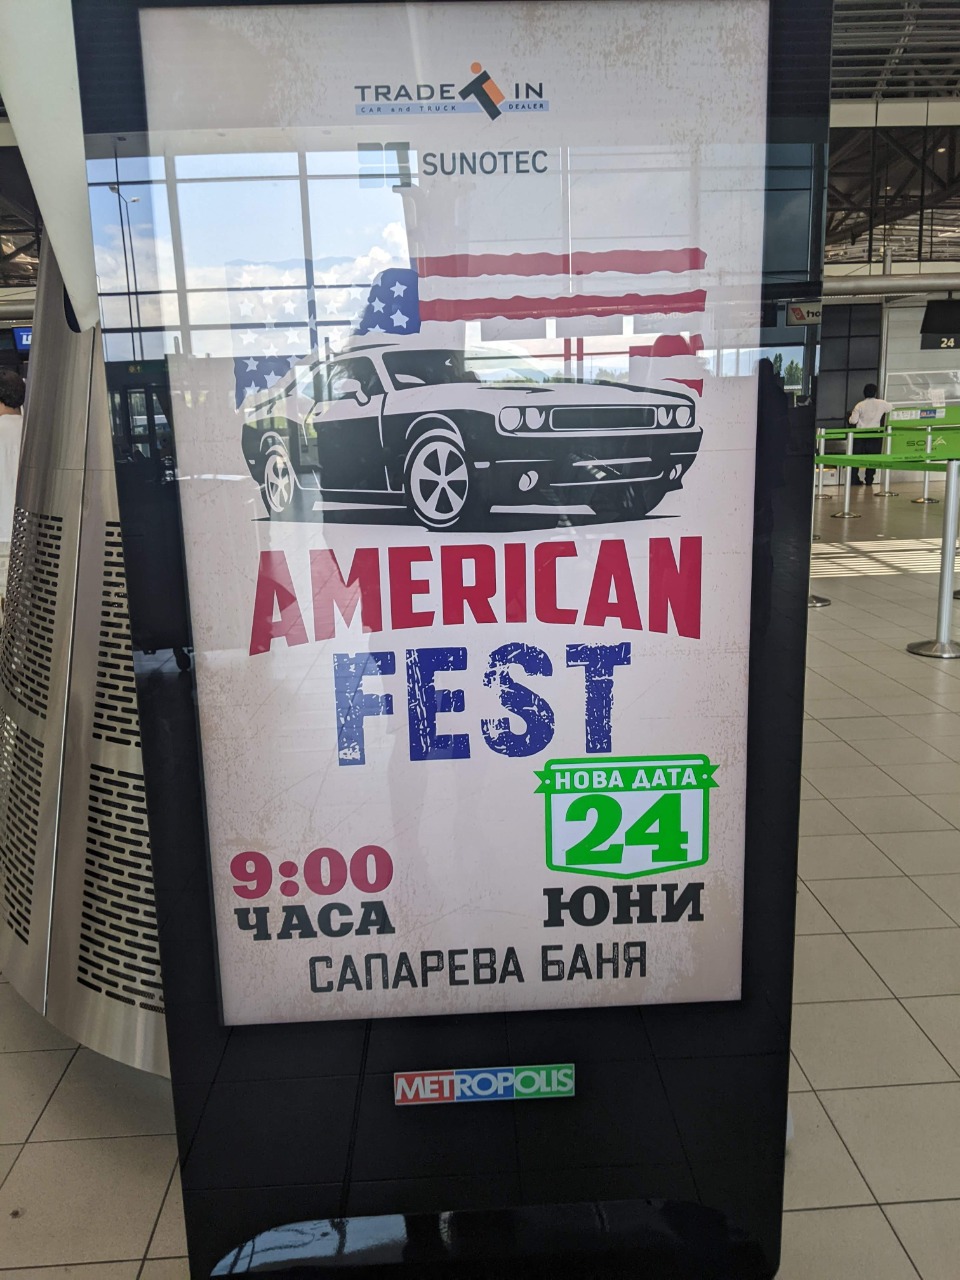 TRADE IN
CAR and TRUCK DEALER
SUNOTEC
AMERICAN
FEST
НОВА ДАТА
24
ЮНИ
9:00
ЧАСА
САПАРЕВА БАНЯ
METROPOLIS
24